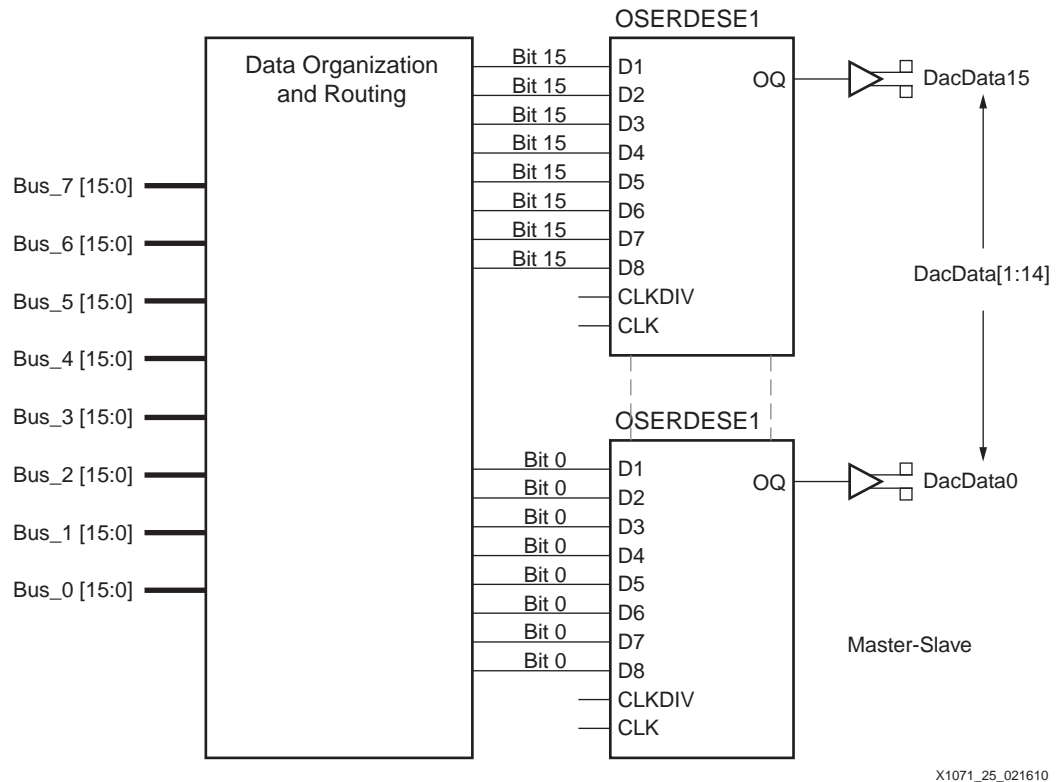 OSERDESE1
Data Organization
and Routing
Bit 15
Bit 15
Bit 15
Bit 15
Bit 15
Bit 15
Bit 15
Bit 15
D1
D2
D3
D4
D5
D6
D7
D8
CLKDIV
CLK
OQ
DacData15
Bus_7 [15:0]
Bus_6 [15:0]
Bus_5 [15:0]
Bus_4 [15:0]
Bus_3 [15:0]
Bus_2 [15:0]
Bus_1 [15:0]
Bus_0 [15:0]
DacData[1:14]
OSERDESE1
Bit 0
Bit 0
Bit 0
Bit 0
Bit 0
Bit 0
Bit 0
Bit 0
D1
D2
D3
D4
D5
D6
D7
D8
CLKDIV
CLK
OQ
DacData0
Master-Slave
X1071_25_021610